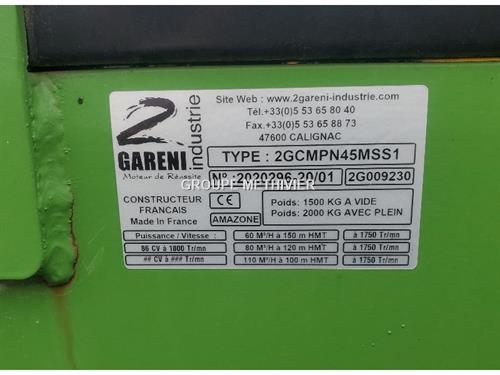 2
GARENI
industrie
Moteur de Réussite
Site Web : www.2gareni-industrie.com
Tél.+33(0)5 53 65 80 40
Fax.+33(0)5 53 65 88 73
47600 CALIGNAC
TYPE : 2GCMPN45MSS1
Nº :2020296-20/01 2G009230
GROUPE METHIVIER
CONSTRUCTEUR
FRANCAIS
Made In France
CE
AMAZONE
Poids: 1500 KG A VIDE
Poids: 2000 KG AVEC PLEIN
Puissance / Vitesse : 60 M³/H à 150 m HMT à 1750 Tr/mn
86 CV à 1800 Tr/mn 80 M³/H à 120 m HMT à 1750 Tr/mn
## CV à ### Tr/mn 110 M³/H à 100 m HMT à 1750 Tr/mn